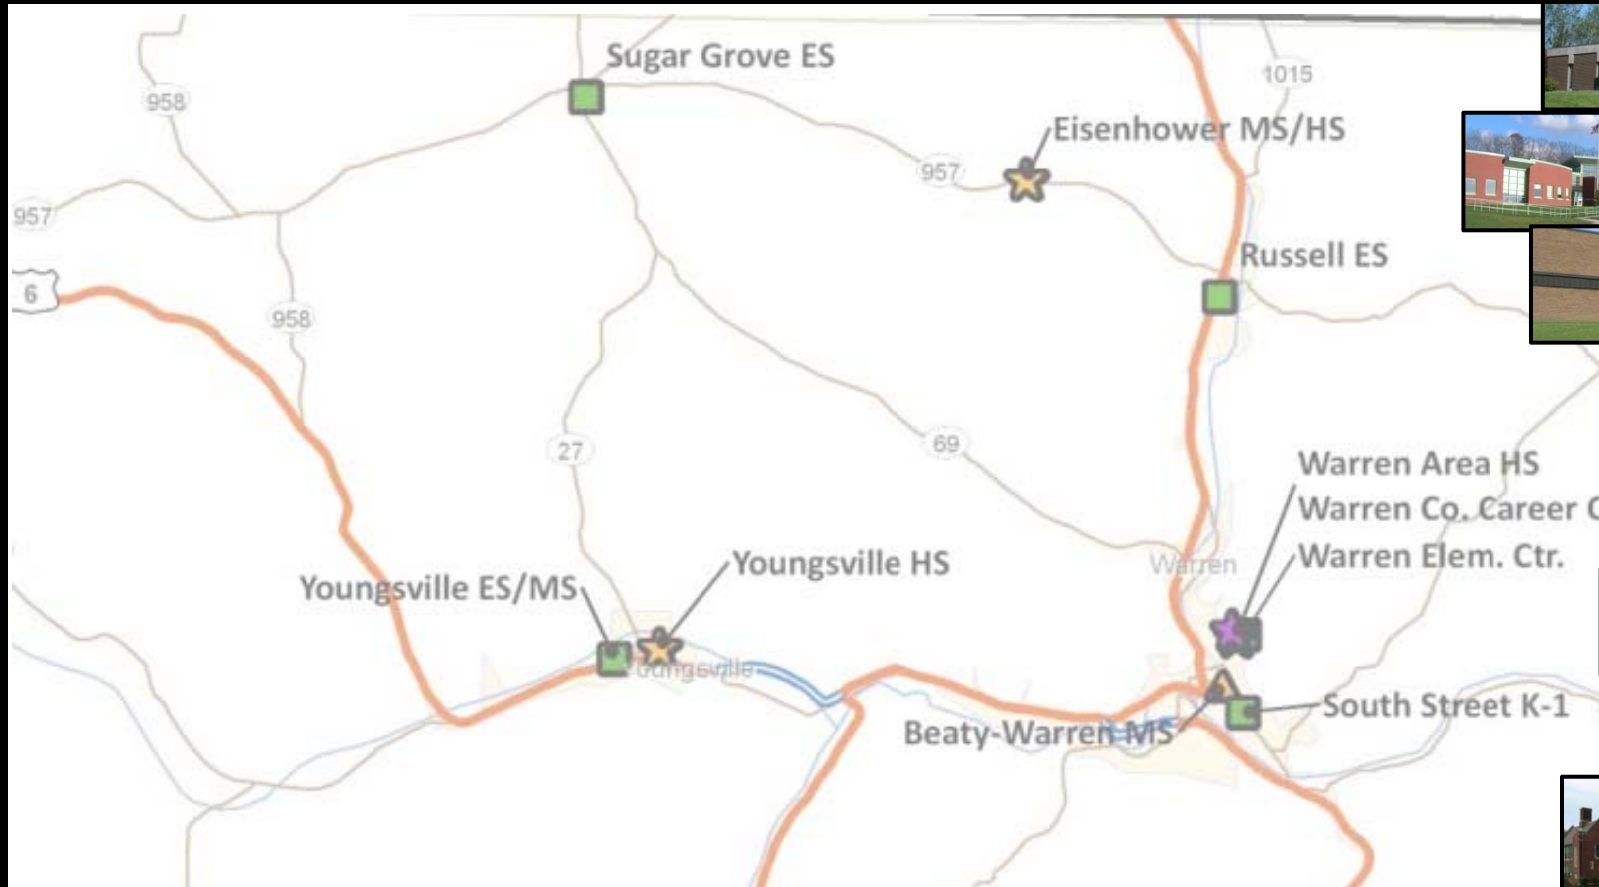 Sugar Grove ES
1015
958
Eisenhower MS/HS
957
957
Russell ES
6
958
27
69
Warren Area HS
Warren Co. Career C
Warren
Warren Elem. Ctr.
Youngsville HS
Youngsville ES/MS
Youngsville
South Street K-1
Beaty-Warren MS